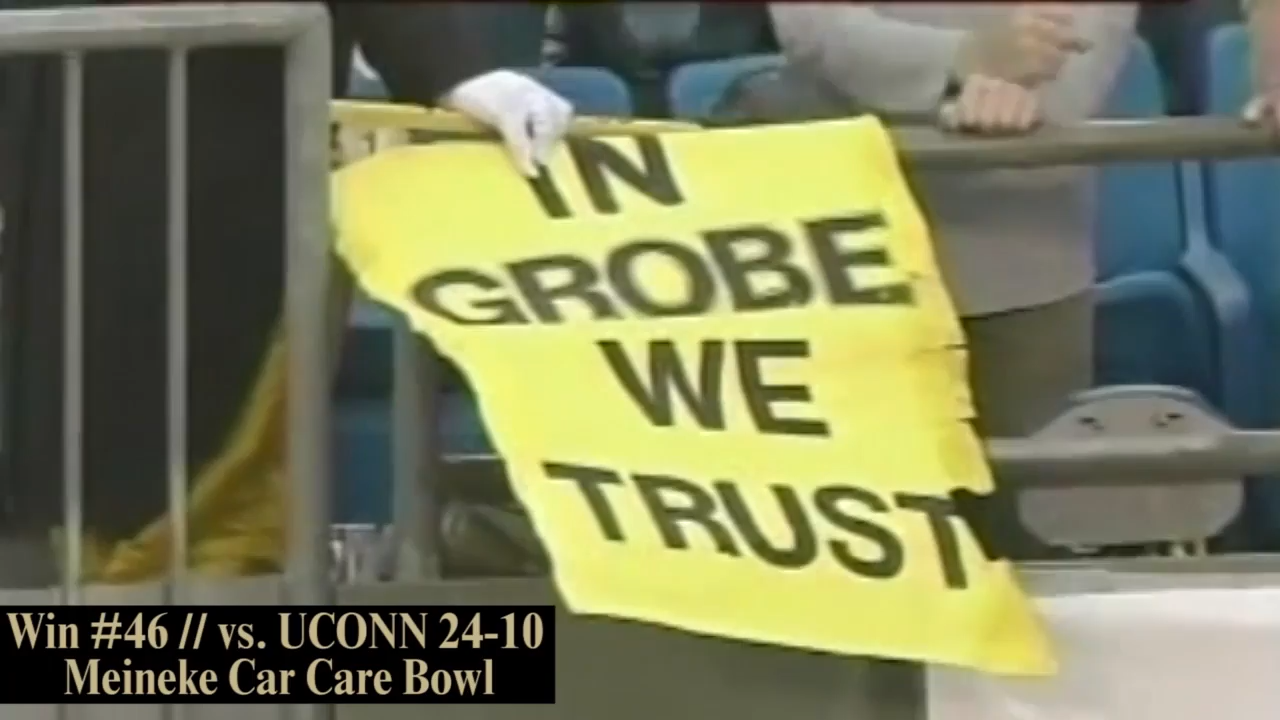 IN
GROBE
WE
TRUST
Win #46 // vs. UCONN 24-10
Meineke Car Care Bowl